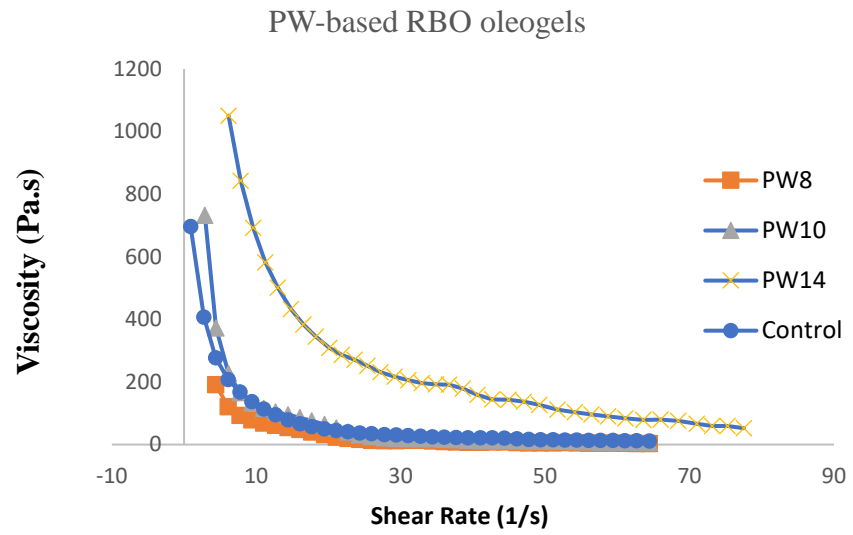 PW-based RBO oleogels
1200
1000
800
600
400
200
0
-10
10
30
50
70
90
Viscosity (Pa.s)
Shear Rate (1/s)
PW8
PW10
PW14
Control